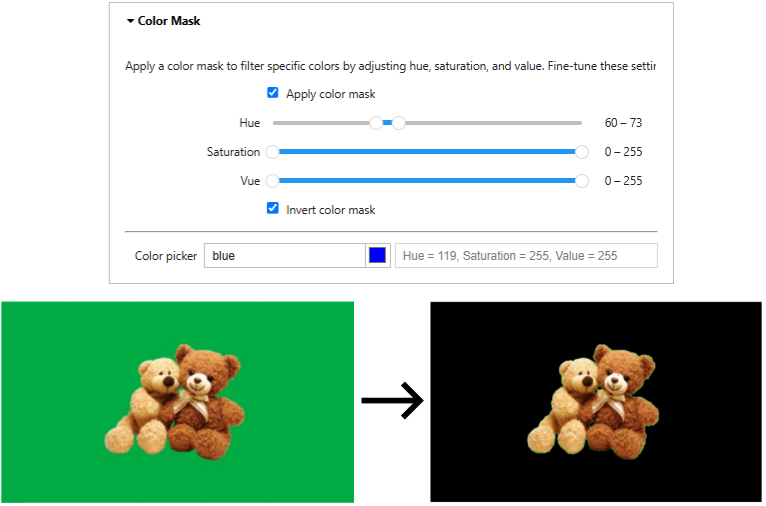 Color Mask
Apply a color mask to filter specific colors by adjusting hue, saturation, and value. Fine-tune these
Apply color mask
Hue 60 – 73
Saturation 0 – 255
Vue 0 – 255
Invert color mask
Color picker blue Hue = 119, Saturation = 255, Value = 255